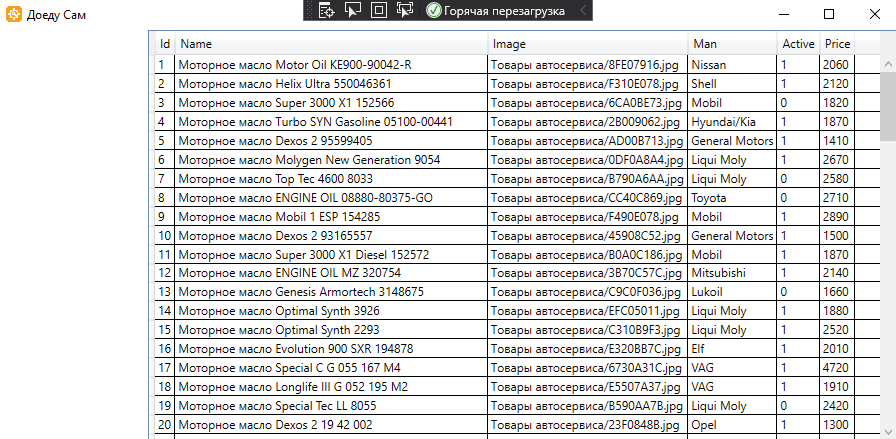 Доеду Сам
Горячая перезагрузка
Id Name Image Man Active Price
1 Моторное масло Motor Oil KE900-90042-R Товары автосервиса/8FE07916.jpg Nissan 1 2060
2 Моторное масло Helix Ultra 550046361 Товары автосервиса/F310E078.jpg Shell 1 2120
3 Моторное масло Super 3000 X1 152566 Товары автосервиса/6CA0BE73.jpg Mobil 0 1820
4 Моторное масло Turbo SYN Gasoline 05100-00441 Товары автосервиса/2B009062.jpg Hyundai/Kia 1 1870
5 Моторное масло Dexos 2 95599405 Товары автосервиса/AD00B713.jpg General Motors 1 1410
6 Моторное масло Molygen New Generation 9054 Товары автосервиса/0DF0A8A4.jpg Liqui Moly 1 2670
7 Моторное масло Top Tec 4600 8033 Товары автосервиса/B790A6AA.jpg Liqui Moly 0 2580
8 Моторное масло ENGINE OIL 08880-80375-GO Товары автосервиса/CC40C869.jpg Toyota 0 2710
9 Моторное масло Mobil 1 ESP 154285 Товары автосервиса/F490E078.jpg Mobil 1 2890
10 Моторное масло Dexos 2 93165557 Товары автосервиса/45908C52.jpg General Motors 1 1500
11 Моторное масло Super 3000 X1 Diesel 152572 Товары автосервиса/B0A0C186.jpg Mobil 1 1870
12 Моторное масло ENGINE OIL MZ 320754 Товары автосервиса/3B70C57C.jpg Mitsubishi 1 2140
13 Моторное масло Genesis Armortech 3148675 Товары автосервиса/C9C0F036.jpg Lukoil 0 1660
14 Моторное масло Optimal Synth 3926 Товары автосервиса/EFC05011.jpg Liqui Moly 1 1880
15 Моторное масло Optimal Synth 2293 Товары автосервиса/C310B9F3.jpg Liqui Moly 1 2520
16 Моторное масло Evolution 900 SXR 194878 Товары автосервиса/E320BB7C.jpg Elf 1 2010
17 Моторное масло Special C G 055 167 M4 Товары автосервиса/6730A31C.jpg VAG 1 4720
18 Моторное масло Longlife III G 052 195 M2 Товары автосервиса/E5507A37.jpg VAG 1 1910
19 Моторное масло Special Tec LL 8055 Товары автосервиса/B590AA7B.jpg Liqui Moly 0 2420
20 Моторное масло Dexos 2 19 42 002 Товары автосервиса/23F0848B.jpg Opel 1 1300